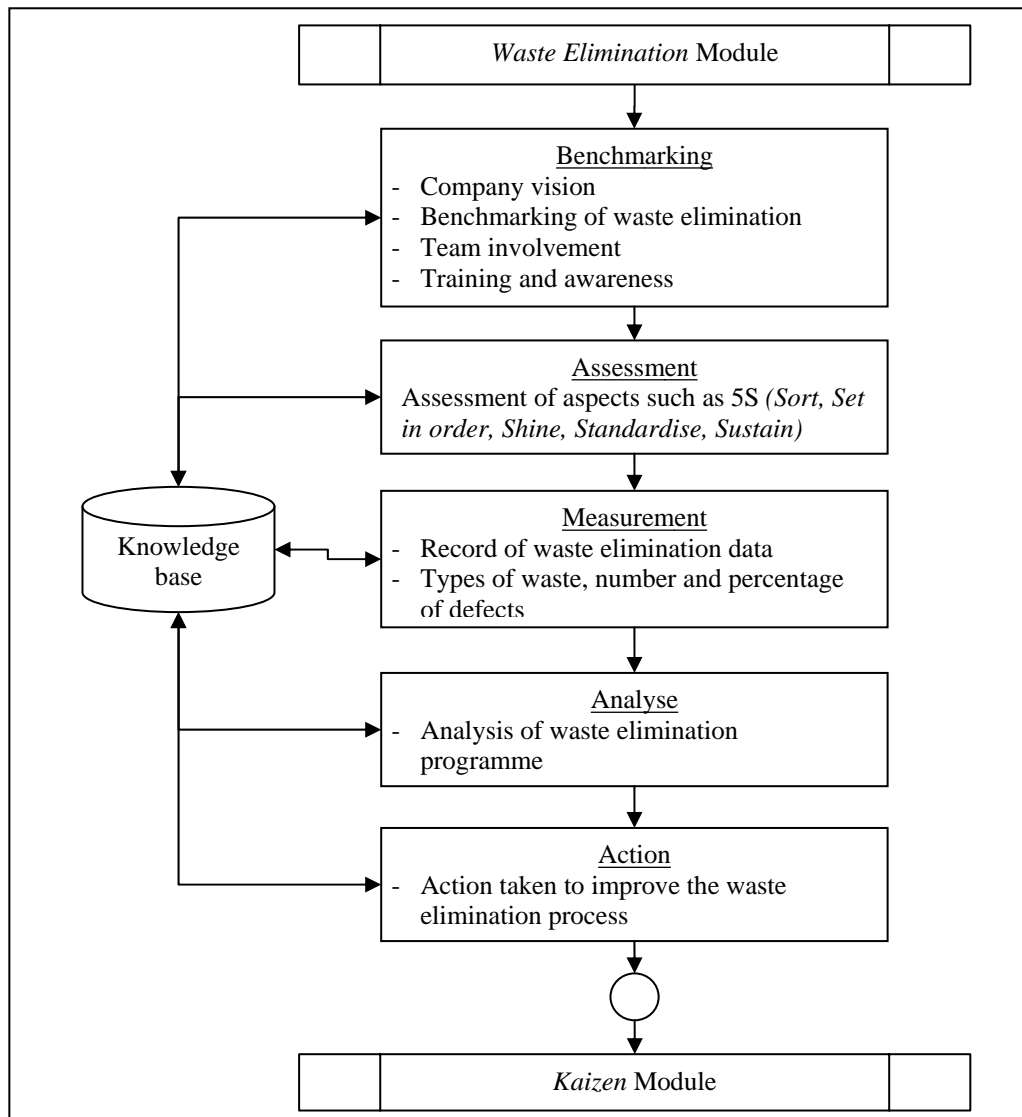 Waste Elimination Module
Benchmarking
- Company vision
- Benchmarking of waste elimination
- Team involvement
- Training and awareness
Assessment
Assessment of aspects such as 5S (Sort, Set
in order, Shine, Standardise, Sustain)
Measurement
- Record of waste elimination data
- Types of waste, number and percentage
of defects
Knowledge
base
Analyse
- Analysis of waste elimination
programme
Action
- Action taken to improve the waste
elimination process
Kaizen Module